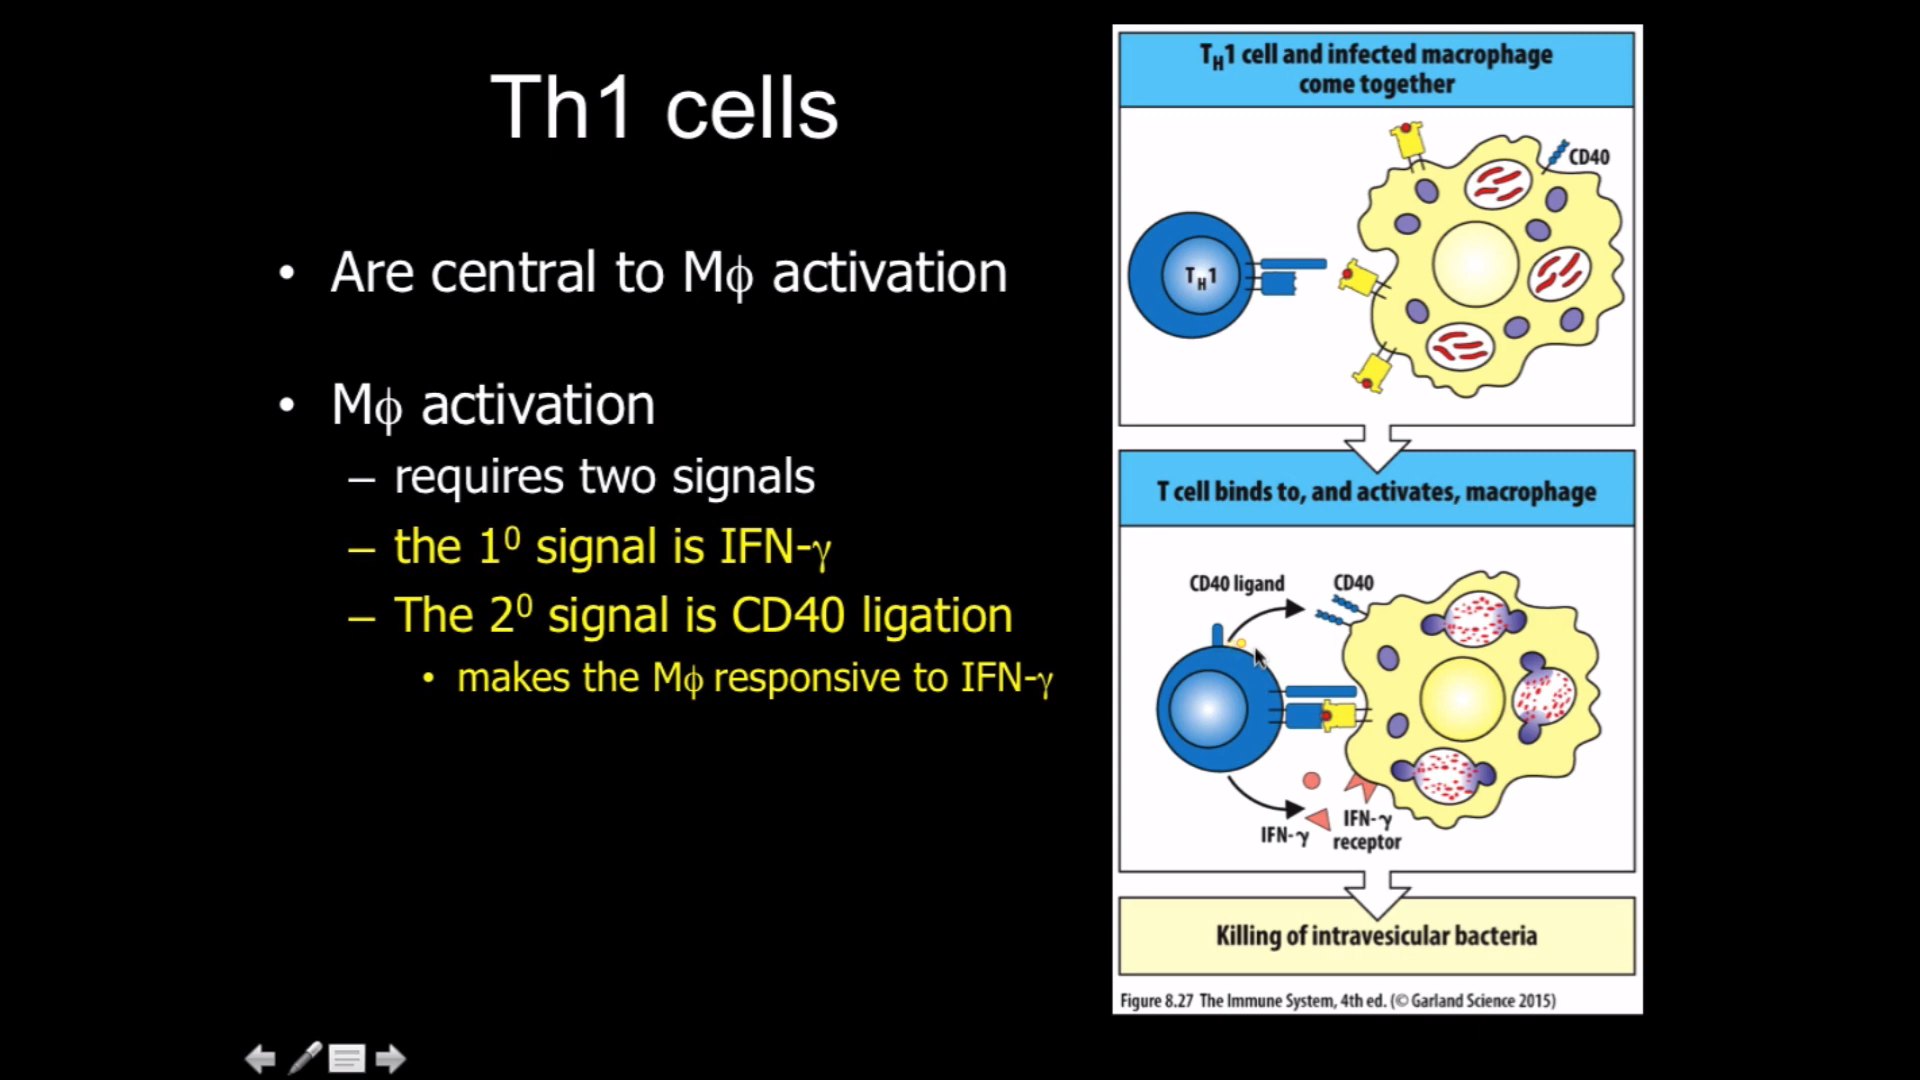 Th1 cells
• Are central to Mϕ activation
• Mϕ activation
– requires two signals
– the 1⁰ signal is IFN-γ
– The 2⁰ signal is CD40 ligation
• makes the Mϕ responsive to IFN-γ
T_H1 cell and infected macrophage
come together
CD40
T_H1
T cell binds to, and activates, macrophage
CD40 ligand
CD40
IFN-γ
IFN-γ
receptor
Killing of intravesicular bacteria
Figure 8.27 The Immune System, 4th ed. (© Garland Science 2015)